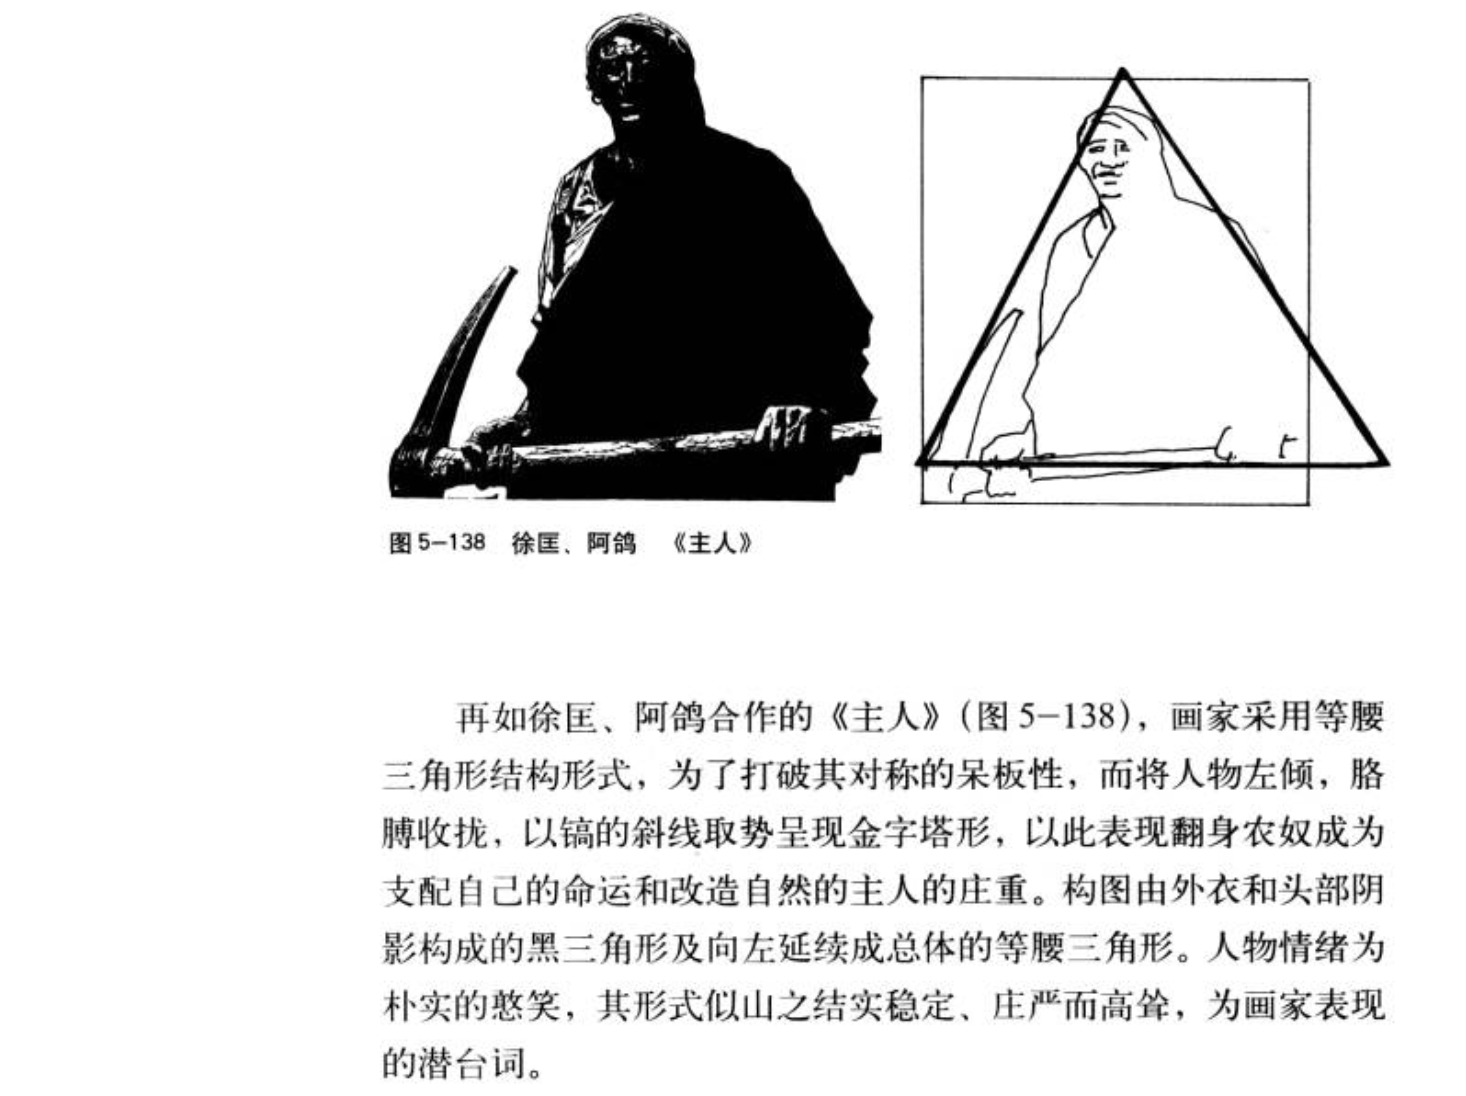 图5-138 徐匡、阿鸽 《主人》
再如徐匡、阿鸽合作的《主人》（图5-138），画家采用等腰
三角形结构形式，为了打破其对称的呆板性，而将人物左倾，胳
膊收拢，以镐的斜线取势呈现金字塔形，以此表现翻身农奴成为
支配自己的命运和改造自然的主人的庄重。构图由外衣和头部阴
影构成的黑三角形及向左延续成总体的等腰三角形。人物情绪为
朴实的憨笑，其形式似山之结实稳定、庄严而高耸，为画家表现
的潜台词。